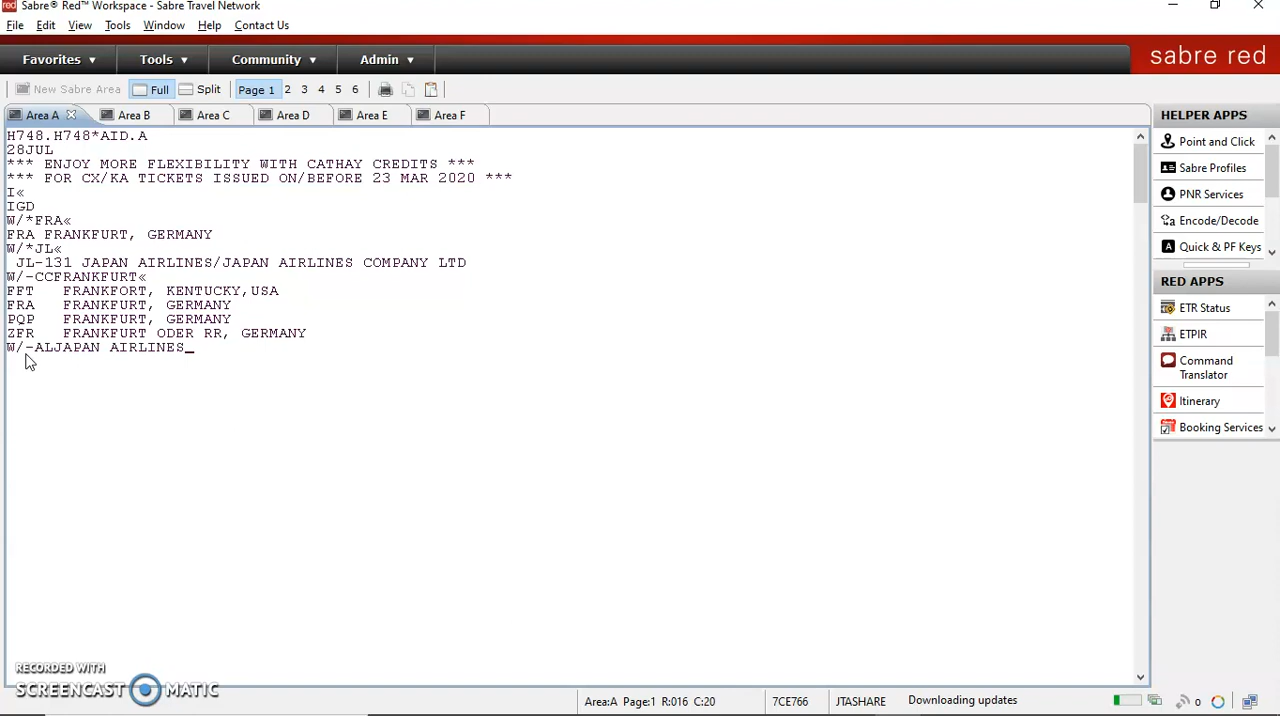 red Sabre® Red™ Workspace - Sabre Travel Network
File Edit View Tools Window Help Contact Us
Favorites Tools Community Admin sabre red
New Sabre Area Full Split Page 1 2 3 4 5 6
Area A Area B Area C Area D Area E Area F
H748.H748*AID.A
28JUL
*** ENJOY MORE FLEXIBILITY WITH CATHAY CREDITS ***
*** FOR CX/KA TICKETS ISSUED ON/BEFORE 23 MAR 2020 ***
I«
IGD
W/*FRA«
FRA FRANKFURT, GERMANY
W/*JL«
JL-131 JAPAN AIRLINES/JAPAN AIRLINES COMPANY LTD
W/-CCFRANKFURT«
FFT FRANKFORT, KENTUCKY,USA
FRA FRANKFURT, GERMANY
PQP FRANKFURT, GERMANY
ZFR FRANKFURT ODER RR, GERMANY
W/-ALJAPAN AIRLINES_
HELPER APPS
Point and Click
Sabre Profiles
PNR Services
Encode/Decode
A Quick & PF Keys
RED APPS
ETR Status
ETPIR
Command
Translator
Itinerary
Booking Services
RECORDED WITH
SCREENCAST MATIC
Area:A Page:1 R:016 C:20 7CE766 JTASHARE Downloading updates 0